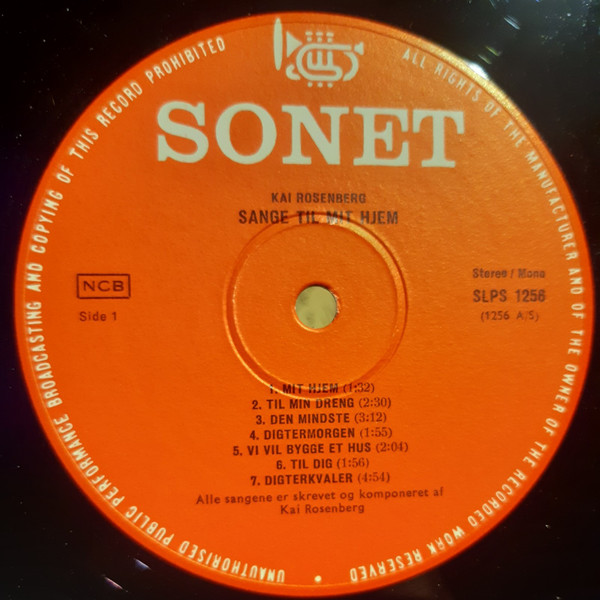 UNAUTHORISED PUBLIC PERFORMANCE BROADCASTING AND COPYING OF THIS RECORD PROHIBITED
ALL RIGHTS OF THE MANUFACTURER AND OF THE OWNER OF THE RECORDED WORK RESERVED
SONET
KAI ROSENBERG
SANGE TIL MIT HJEM
NCB
Side 1
Stereo / Mono
SLPS 1256
(1256 A/S)
1. MIT HJEM (1:32)
2. TIL MIN DRENG (2:30)
3. DEN MINDSTE (3:12)
4. DIGTERMORGEN (1:55)
5. VI VIL BYGGE ET HUS (2:04)
6. TIL DIG (1:56)
7. DIGTERKVALER (4:54)
Alle sangene er skrevet og komponeret af
Kai Rosenberg